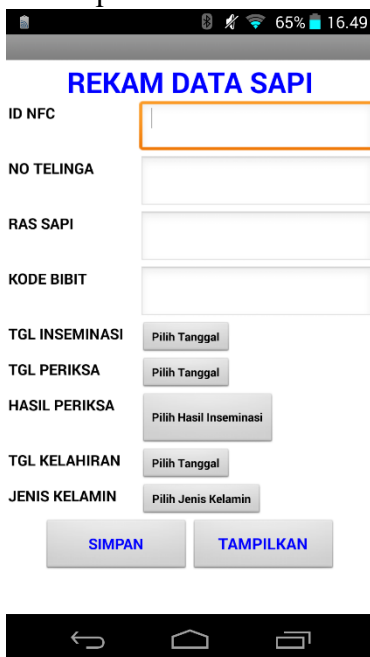 65% 16.49
REKAM DATA SAPI
ID NFC
NO TELINGA
RAS SAPI
KODE BIBIT
TGL INSEMINASI Pilih Tanggal
TGL PERIKSA Pilih Tanggal
HASIL PERIKSA Pilih Hasil Inseminasi
TGL KELAHIRAN Pilih Tanggal
JENIS KELAMIN Pilih Jenis Kelamin
SIMPAN TAMPILKAN